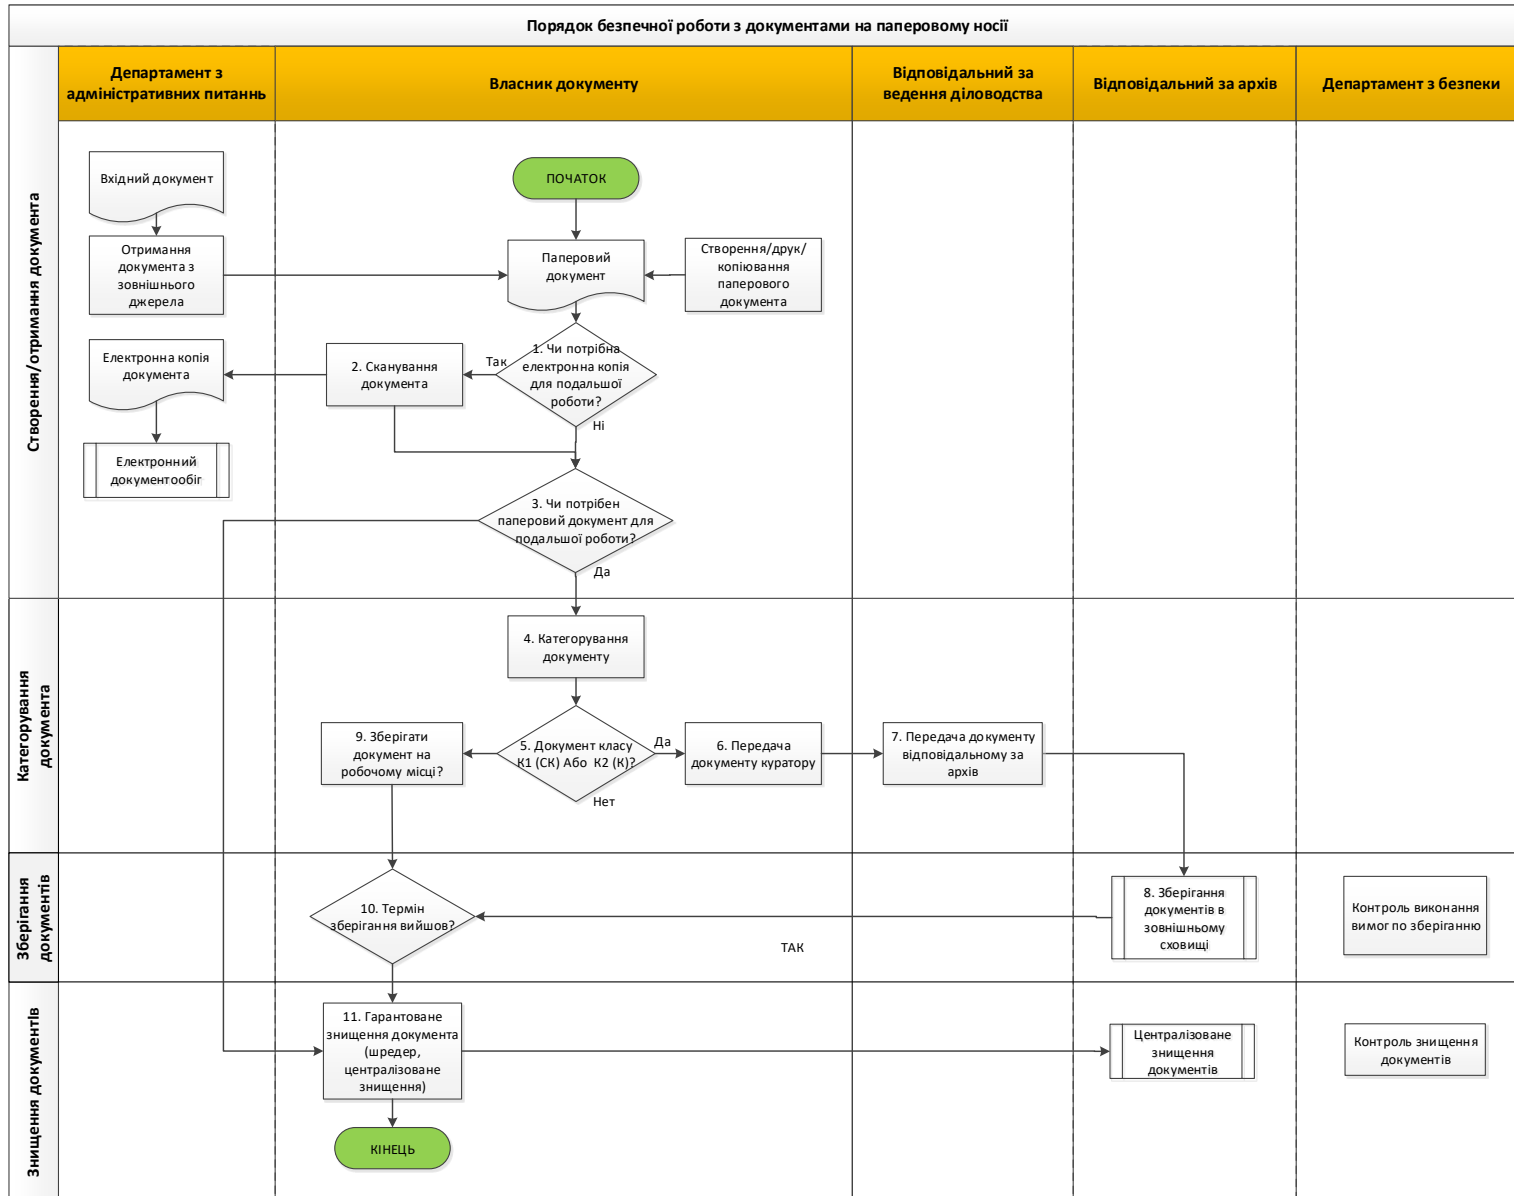 Порядок безпечної роботи з документами на паперовому носії
Департамент з
адміністративних питаннь
Власник документу
Відповідальний за
ведення діловодства
Відповідальний за архів
Департамент з безпеки
Створення/отримання документа
Вхідний документ
ПОЧАТОК
Отримання
документа з
зовнішнього
джерела
Паперовий
документ
Створення/друк/
копіювання
паперового
документа
Електронна копія
документа
2. Сканування
документа
Так
1. Чи потрібна
електронна копія
для подальшої
роботи?
Ні
Електронний
документообіг
3. Чи потрібен
паперовий документ для
подальшої роботи?
Да
Категорування
документа
4. Категорування
документу
9. Зберігати
документ на
робочому місці?
5. Документ класу
К1 (СК) Або К2 (К)?
Да
Нет
6. Передача
документу куратору
7. Передача документу
відповідальному за
архів
Зберігання
документів
10. Термін
зберігання вийшов?
ТАК
8. Зберігання
документів в
зовнішньому
сховищі
Контроль виконання
вимог по зберіганню
Знищення документів
11. Гарантоване
знищення документа
(шредер,
централізоване
знищення)
Централізоване
знищення
документів
Контроль знищення
документів
КІНЕЦЬ